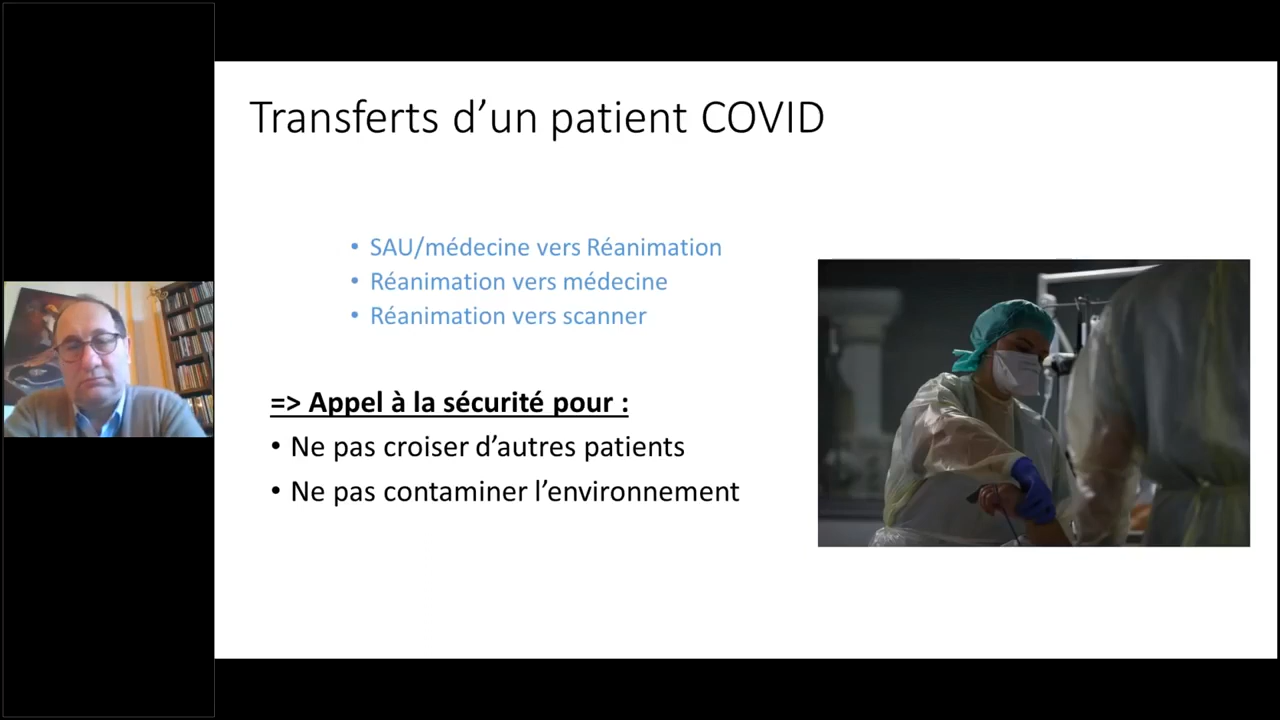 Transferts d’un patient COVID
• SAU/médecine vers Réanimation
• Réanimation vers médecine
• Réanimation vers scanner
=> Appel à la sécurité pour :
• Ne pas croiser d’autres patients
• Ne pas contaminer l’environnement